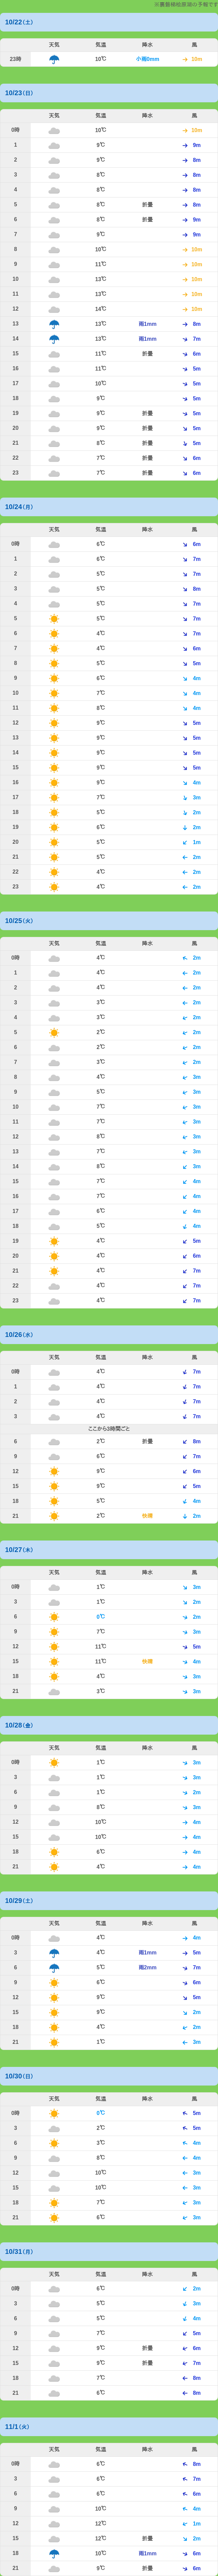 ※裏磐梯桧原湖の予報です
10/22(土)
天気 気温 降水 風
23時 10℃ 小雨0mm 10m
10/23(日)
天気 気温 降水 風
0時 10℃ 10m
1 9℃ 9m
2 9℃ 8m
3 8℃ 8m
4 8℃ 8m
5 8℃ 折畳 8m
6 8℃ 折畳 9m
7 9℃ 9m
8 10℃ 10m
9 11℃ 10m
10 13℃ 10m
11 13℃ 10m
12 14℃ 10m
13 13℃ 雨1mm 8m
14 13℃ 雨1mm 7m
15 11℃ 折畳 6m
16 11℃ 5m
17 10℃ 5m
18 9℃ 5m
19 9℃ 折畳 5m
20 9℃ 折畳 5m
21 8℃ 折畳 5m
22 7℃ 折畳 6m
23 7℃ 折畳 6m
10/24(月)
天気 気温 降水 風
0時 6℃ 6m
1 6℃ 7m
2 5℃ 7m
3 5℃ 8m
4 5℃ 7m
5 5℃ 7m
6 4℃ 7m
7 4℃ 6m
8 5℃ 5m
9 6℃ 4m
10 7℃ 4m
11 8℃ 4m
12 9℃ 5m
13 9℃ 5m
14 9℃ 5m
15 9℃ 5m
16 9℃ 4m
17 7℃ 3m
18 5℃ 2m
19 6℃ 2m
20 5℃ 1m
21 5℃ 2m
22 4℃ 2m
23 4℃ 2m
10/25(火)
天気 気温 降水 風
0時 4℃ 2m
1 4℃ 2m
2 4℃ 2m
3 3℃ 2m
4 3℃ 2m
5 2℃ 2m
6 2℃ 2m
7 3℃ 2m
8 4℃ 3m
9 5℃ 3m
10 7℃ 3m
11 7℃ 3m
12 8℃ 3m
13 7℃ 3m
14 8℃ 3m
15 7℃ 4m
16 7℃ 4m
17 6℃ 4m
18 5℃ 4m
19 4℃ 5m
20 4℃ 6m
21 4℃ 7m
22 4℃ 7m
23 4℃ 7m
10/26(水)
天気 気温 降水 風
0時 4℃ 7m
1 4℃ 7m
2 4℃ 7m
3 4℃ 7m
ここから3時間ごと
6 2℃ 折畳 8m
9 6℃ 7m
12 9℃ 6m
15 9℃ 5m
18 5℃ 4m
21 2℃ 快霽 2m
10/27(木)
天気 気温 降水 風
0時 1℃ 3m
3 1℃ 2m
6 0℃ 2m
9 7℃ 3m
12 11℃ 5m
15 11℃ 快霽 4m
18 4℃ 3m
21 3℃ 3m
10/28(金)
天気 気温 降水 風
0時 1℃ 3m
3 1℃ 3m
6 1℃ 2m
9 8℃ 3m
12 10℃ 4m
15 10℃ 4m
18 6℃ 4m
21 4℃ 4m
10/29(土)
天気 気温 降水 風
0時 4℃ 4m
3 4℃ 雨1mm 5m
6 5℃ 雨2mm 7m
9 6℃ 6m
12 9℃ 5m
15 9℃ 2m
18 4℃ 2m
21 1℃ 3m
10/30(日)
天気 気温 降水 風
0時 0℃ 5m
3 2℃ 5m
6 3℃ 4m
9 8℃ 4m
12 10℃ 3m
15 10℃ 3m
18 7℃ 3m
21 6℃ 3m
10/31(月)
天気 気温 降水 風
0時 6℃ 2m
3 5℃ 3m
6 5℃ 4m
9 7℃ 5m
12 9℃ 折畳 6m
15 9℃ 折畳 7m
18 7℃ 8m
21 6℃ 8m
11/1(火)
天気 気温 降水 風
0時 6℃ 8m
3 6℃ 7m
6 6℃ 6m
9 10℃ 4m
12 12℃ 1m
15 12℃ 折畳 2m
18 10℃ 雨1mm 6m
21 9℃ 折畳 6m